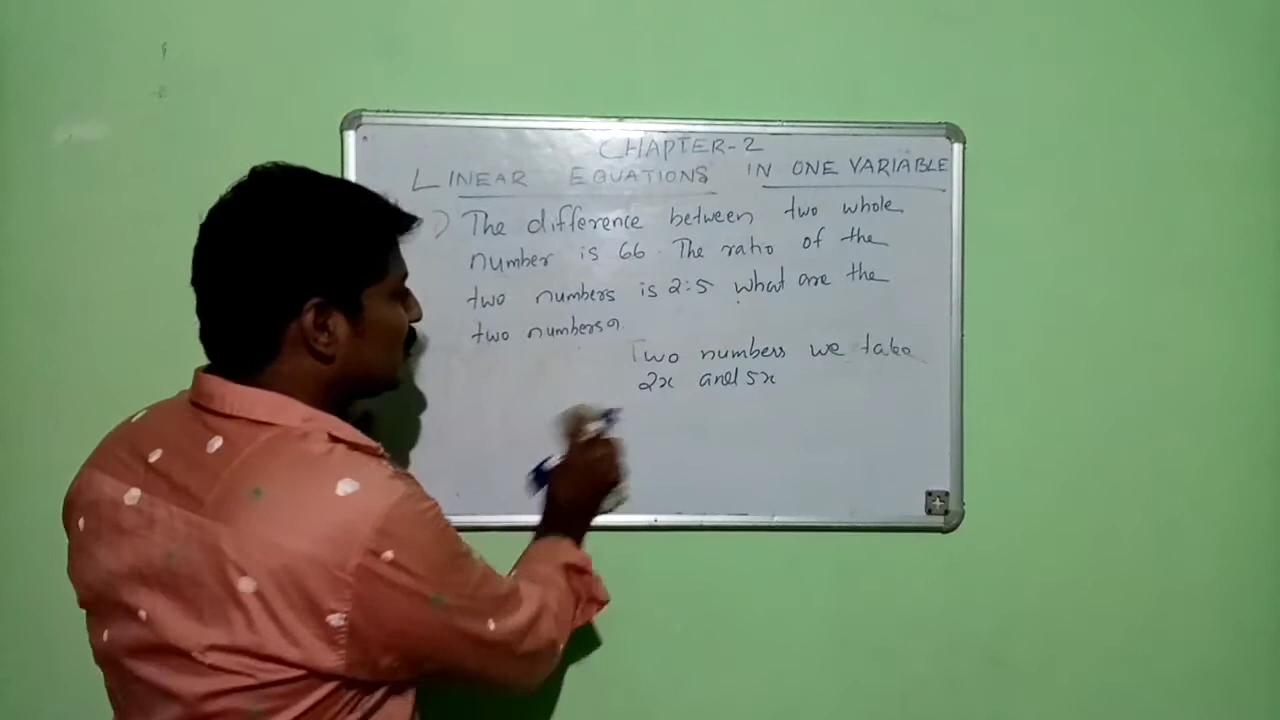 CHAPTER-2
LINEAR EQUATIONS IN ONE VARIABLE
1) The difference between two whole
number is 66. The ratio of the
two numbers is 2:5 what are the
two numbers?
Two numbers we take
2x and 5x